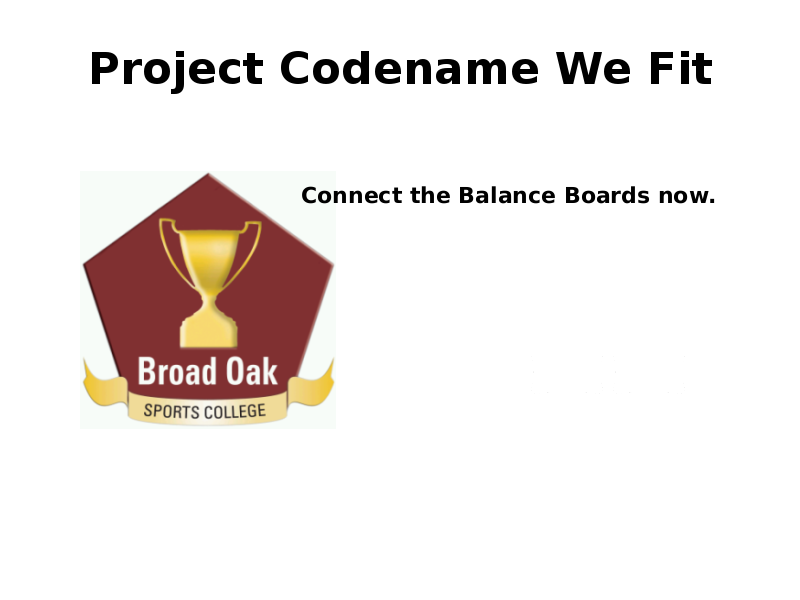 Project Codename We Fit
Connect the Balance Boards now.
Broad Oak
SPORTS COLLEGE